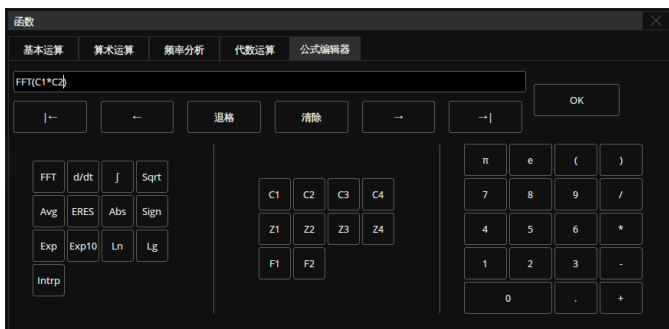 函数
基本运算 算术运算 频率分析 代数运算 公式编辑器
FFT(C1*C2)
OK
|← ← 退格 清除 → →|
π e ( )
FFT d/dt ∫ Sqrt
C1 C2 C3 C4 7 8 9 /
Avg ERES Abs Sign
Z1 Z2 Z3 Z4 4 5 6 *
Exp Exp10 Ln Lg
F1 F2 1 2 3 -
Intrp
0 . +